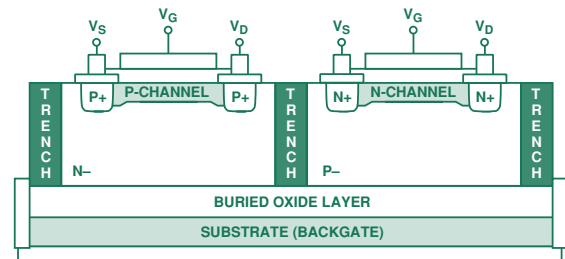 VS
VG
VD
VS
VG
VD
P+
P-CHANNEL
P+
N+
N-CHANNEL
N+
TRENCH
TRENCH
TRENCH
N–
P–
BURIED OXIDE LAYER
SUBSTRATE (BACKGATE)